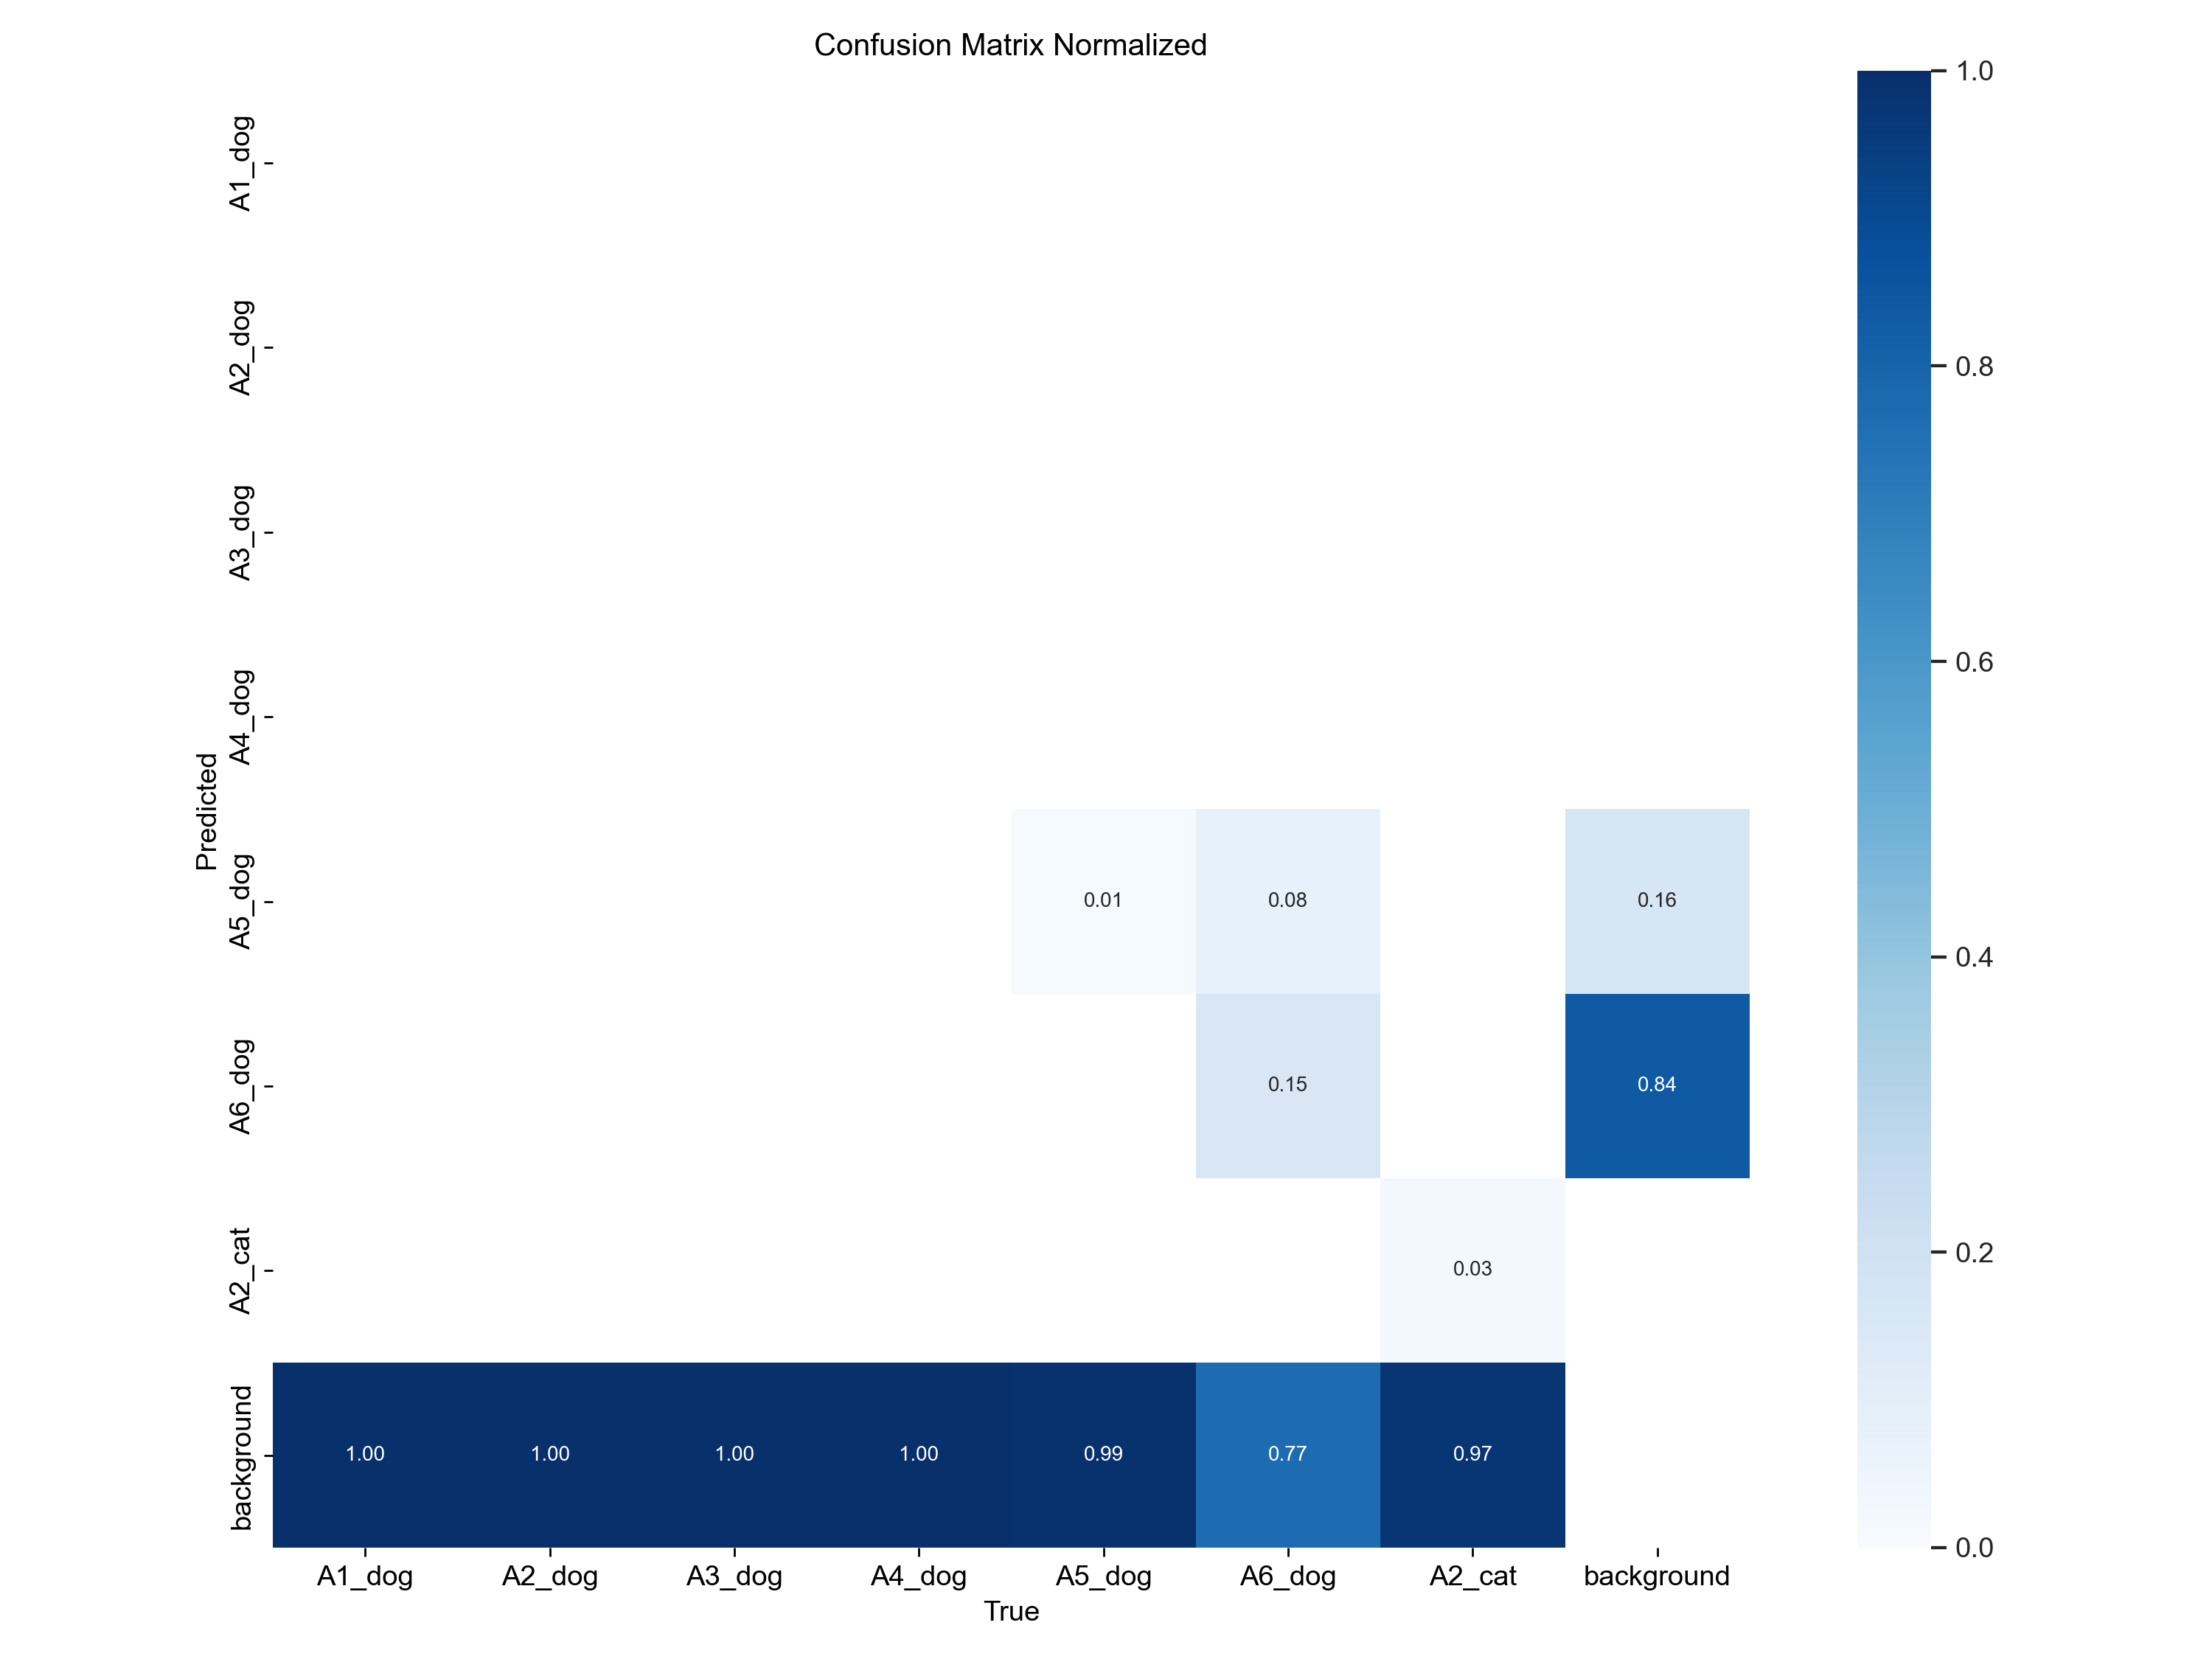 Confusion Matrix Normalized
Predicted
A1_dog
A2_dog
A3_dog
A4_dog
A5_dog
0.01 0.08 0.16
A6_dog
0.15 0.84
A2_cat
0.03
background
1.00 1.00 1.00 1.00 0.99 0.77 0.97
A1_dog A2_dog A3_dog A4_dog A5_dog A6_dog A2_cat background
True
1.0
0.8
0.6
0.4
0.2
0.0